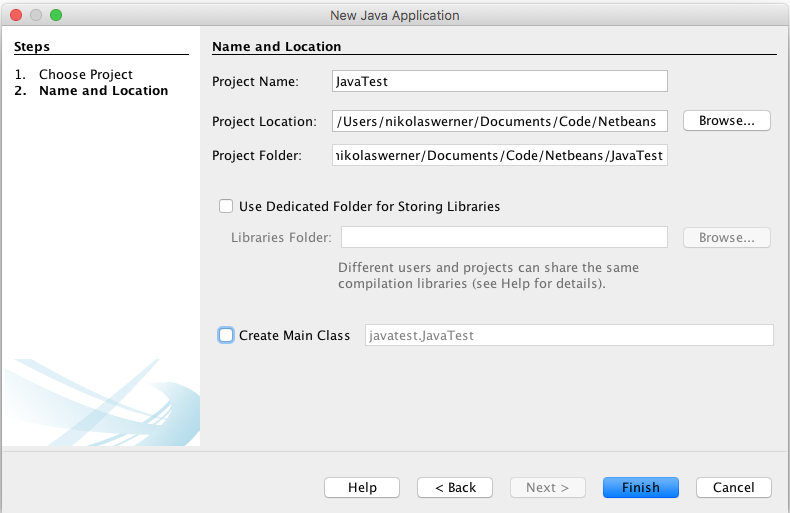 New Java Application
Steps
1. Choose Project
2. Name and Location
Name and Location
Project Name: JavaTest
Project Location: /Users/nikolaswerner/Documents/Code/Netbeans Browse...
Project Folder: nikolaswerner/Documents/Code/Netbeans/JavaTest
Use Dedicated Folder for Storing Libraries
Libraries Folder: Browse...
Different users and projects can share the same
compilation libraries (see Help for details).
Create Main Class javatest.JavaTest
Help < Back Next > Finish Cancel